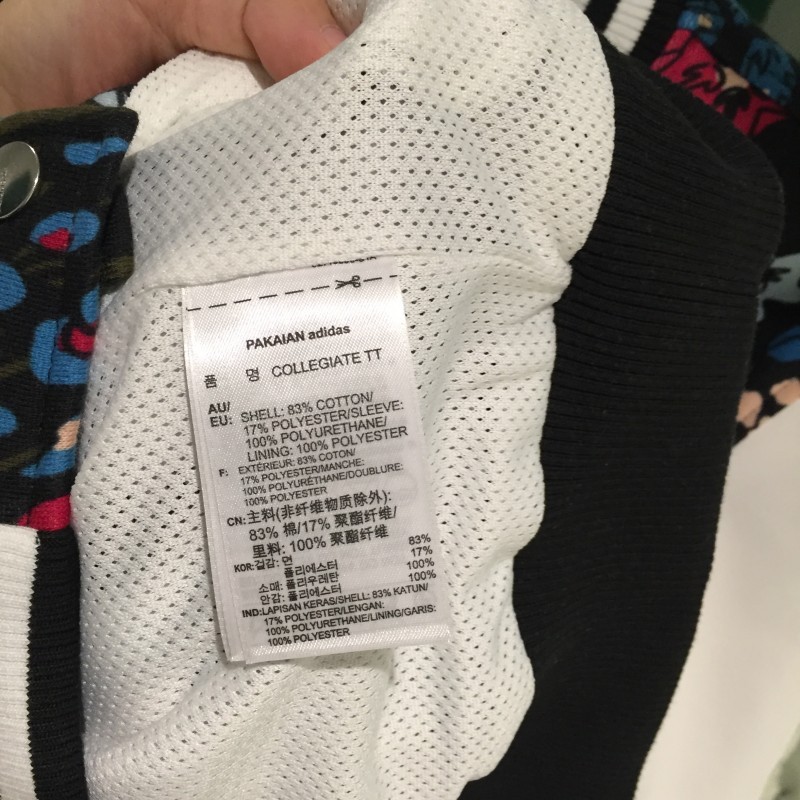 PAKAIAN adidas
품 명 COLLEGIATE TT
AU/
EU: SHELL: 83% COTTON/
17% POLYESTER/SLEEVE:
100% POLYURETHANE/
LINING: 100% POLYESTER
F: EXTÉRIEUR: 83% COTON/
17% POLYESTER/MANCHE:
100% POLYURÉTHANE/DOUBLURE:
100% POLYESTER
CN: 主料(非纤维物质除外):
83% 棉/17% 聚酯纤维/
里料: 100% 聚酯纤维
KOR: 겉감: 면 83%
폴리에스터 17%
소매: 폴리우레탄 100%
안감: 폴리에스터 100%
IND: LAPISAN KERAS/SHELL: 83% KATUN/
17% POLYESTER/LENGAN:
100% POLYURETHANE/LINING/GARIS:
100% POLYESTER